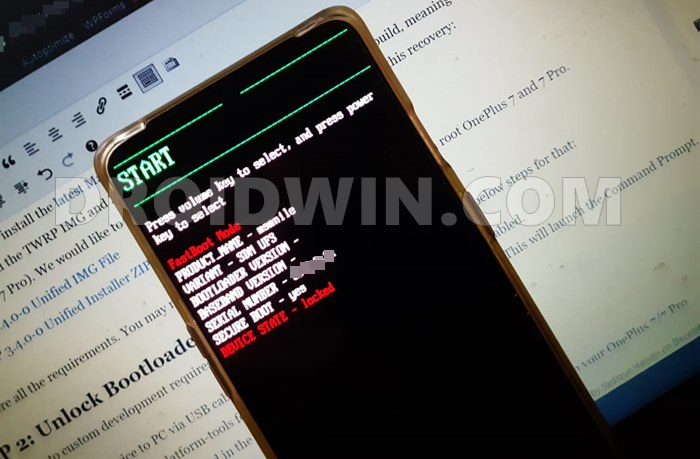 Autoptimize WPForms
build, meaning
this recovery:
root OnePlus 7 and 7 Pro.
install the latest
the TWRP IMG and
7 Pro). We would like to
3.4.0-0 Unified IMG File
3.4.0-0 Unified Installer ZIP
below steps for that:
This will launch the Command Prompt.
re all the requirements. You may
P 2: Unlock Bootloade
to custom development require
vice to PC via USB cab
platform-tools f
ed in the
your OnePlus 7/7 Pro
START
Press volume key to select, and press power
key to select
FastBoot Mode
PRODUCT_NAME - msmnile
VARIANT - SDM UFS
BOOTLOADER VERSION -
BASEBAND VERSION -
SERIAL NUMBER -
SECURE BOOT - yes
DEVICE STATE - locked
DROIDWIN.COM